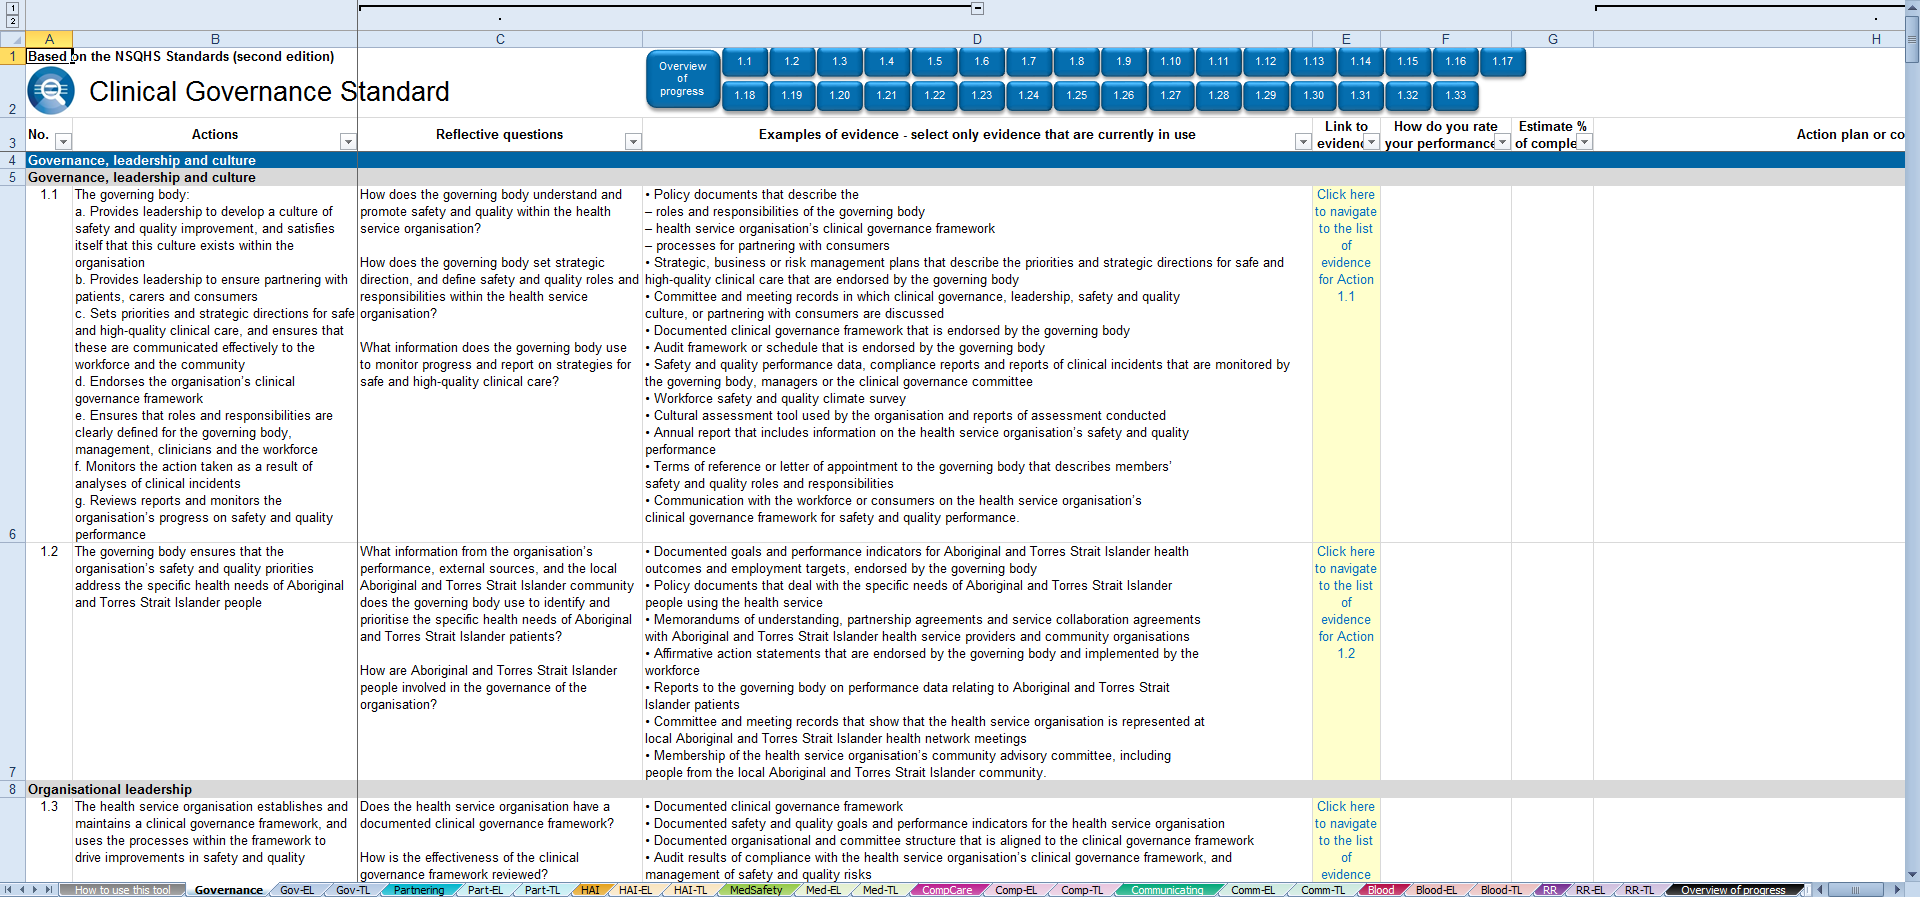 1
2
A B C D E F G H
1 Based on the NSQHS Standards (second edition)
Overview of progress
1.1 1.2 1.3 1.4 1.5 1.6 1.7 1.8 1.9 1.10 1.11 1.12 1.13 1.14 1.15 1.16 1.17
1.18 1.19 1.20 1.21 1.22 1.23 1.24 1.25 1.26 1.27 1.28 1.29 1.30 1.31 1.32 1.33
2 Clinical Governance Standard
3 No. Actions Reflective questions Examples of evidence - select only evidence that are currently in use
Link to
eviden
How do you rate
your performance
Estimate %
of comple
Action plan or co
4 Governance, leadership and culture
5 Governance, leadership and culture
6
1.1
The governing body:
a. Provides leadership to develop a culture of
safety and quality improvement, and satisfies
itself that this culture exists within the
organisation
b. Provides leadership to ensure partnering with
patients, carers and consumers
c. Sets priorities and strategic directions for safe
and high-quality clinical care, and ensures that
these are communicated effectively to the
workforce and the community
d. Endorses the organisation's clinical
governance framework
e. Ensures that roles and responsibilities are
clearly defined for the governing body,
management, clinicians and the workforce
f. Monitors the action taken as a result of
analyses of clinical incidents
g. Reviews reports and monitors the
organisation's progress on safety and quality
performance
How does the governing body understand and
promote safety and quality within the health
service organisation?
How does the governing body set strategic
direction, and define safety and quality roles and
responsibilities within the health service
organisation?
What information does the governing body use
to monitor progress and report on strategies for
safe and high-quality clinical care?
• Policy documents that describe the
– roles and responsibilities of the governing body
– health service organisation's clinical governance framework
– processes for partnering with consumers
• Strategic, business or risk management plans that describe the priorities and strategic directions for safe and
high-quality clinical care that are endorsed by the governing body
• Committee and meeting records in which clinical governance, leadership, safety and quality
culture, or partnering with consumers are discussed
• Documented clinical governance framework that is endorsed by the governing body
• Audit framework or schedule that is endorsed by the governing body
• Safety and quality performance data, compliance reports and reports of clinical incidents that are monitored by
the governing body, managers or the clinical governance committee
• Workforce safety and quality climate survey
• Cultural assessment tool used by the organisation and reports of assessment conducted
• Annual report that includes information on the health service organisation's safety and quality
performance
• Terms of reference or letter of appointment to the governing body that describes members'
safety and quality roles and responsibilities
• Communication with the workforce or consumers on the health service organisation's
clinical governance framework for safety and quality performance.
Click here
to navigate
to the list
of
evidence
for Action
1.1
7
1.2
The governing body ensures that the
organisation's safety and quality priorities
address the specific health needs of Aboriginal
and Torres Strait Islander people
What information from the organisation's
performance, external sources, and the local
Aboriginal and Torres Strait Islander community
does the governing body use to identify and
prioritise the specific health needs of Aboriginal
and Torres Strait Islander patients?
How are Aboriginal and Torres Strait Islander
people involved in the governance of the
organisation?
• Documented goals and performance indicators for Aboriginal and Torres Strait Islander health
outcomes and employment targets, endorsed by the governing body
• Policy documents that deal with the specific needs of Aboriginal and Torres Strait Islander
people using the health service
• Memorandums of understanding, partnership agreements and service collaboration agreements
with Aboriginal and Torres Strait Islander health service providers and community organisations
• Affirmative action statements that are endorsed by the governing body and implemented by the
workforce
• Reports to the governing body on performance data relating to Aboriginal and Torres Strait
Islander patients
• Committee and meeting records that show that the health service organisation is represented at
local Aboriginal and Torres Strait Islander health network meetings
• Membership of the health service organisation's community advisory committee, including
people from the local Aboriginal and Torres Strait Islander community.
Click here
to navigate
to the list
of
evidence
for Action
1.2
8 Organisational leadership
1.3
The health service organisation establishes and
maintains a clinical governance framework, and
uses the processes within the framework to
drive improvements in safety and quality
Does the health service organisation have a
documented clinical governance framework?
How is the effectiveness of the clinical
governance framework reviewed?
• Documented clinical governance framework
• Documented safety and quality goals and performance indicators for the health service organisation
• Documented organisational and committee structure that is aligned to the clinical governance framework
• Audit results of compliance with the health service organisation's clinical governance framework, and
management of safety and quality risks
Click here
to navigate
to the list
of
evidence
How to use this tool Governance Gov-EL Gov-TL Partnering Part-EL Part-TL HAI HAI-EL HAI-TL MedSafety Med-EL Med-TL CompCare Comp-EL Comp-TL Communicating Comm-EL Comm-TL Blood Blood-EL Blood-TL RR RR-EL RR-TL Overview of progress